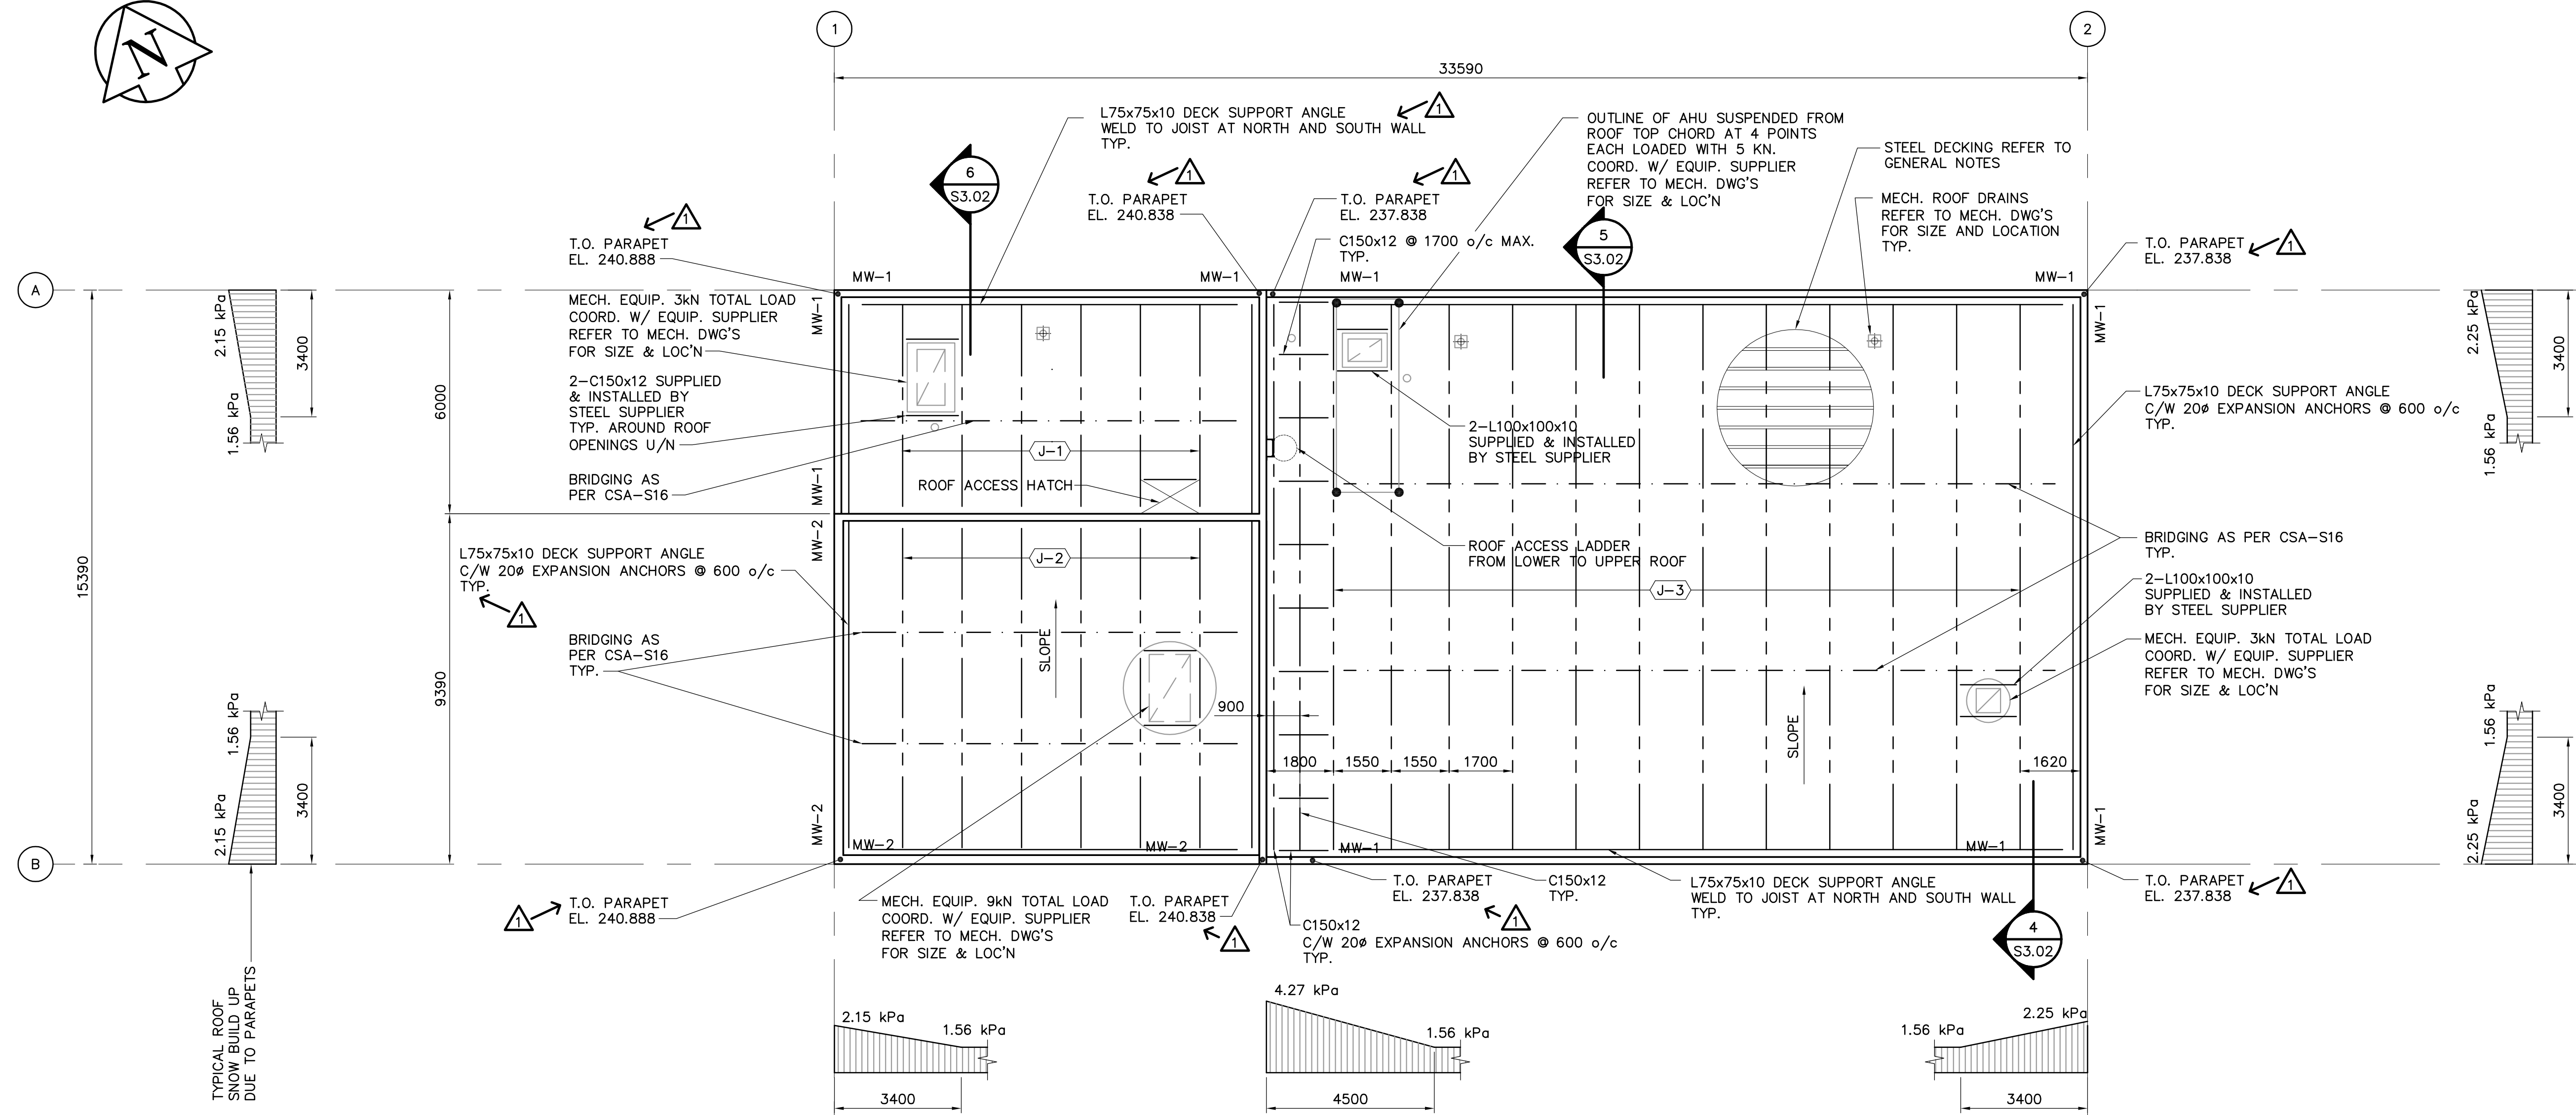 N
1
2
33590
L75x75x10 DECK SUPPORT ANGLE
WELD TO JOIST AT NORTH AND SOUTH WALL
TYP.
1
OUTLINE OF AHU SUSPENDED FROM
ROOF TOP CHORD AT 4 POINTS
EACH LOADED WITH 5 KN.
COORD. W/ EQUIP. SUPPLIER
REFER TO MECH. DWG'S
FOR SIZE & LOC'N
STEEL DECKING REFER TO
GENERAL NOTES
6
S3.02
1
T.O. PARAPET
EL. 240.838
1
T.O. PARAPET
EL. 237.838
MECH. ROOF DRAINS
REFER TO MECH. DWG'S
FOR SIZE AND LOCATION
TYP.
1
T.O. PARAPET
EL. 240.888
C150x12 @ 1700 o/c MAX.
TYP.
5
S3.02
T.O. PARAPET
EL. 237.838
1
A
MW-1
MW-1
MW-1
MW-1
2.15 kPa
1.56 kPa
3400
6000
MECH. EQUIP. 3kN TOTAL LOAD
COORD. W/ EQUIP. SUPPLIER
REFER TO MECH. DWG'S
FOR SIZE & LOC'N
MW-1
MW-1
2.25 kPa
1.56 kPa
3400
2-C150x12 SUPPLIED
& INSTALLED BY
STEEL SUPPLIER
TYP. AROUND ROOF
OPENINGS U/N
L75x75x10 DECK SUPPORT ANGLE
C/W 20ø EXPANSION ANCHORS @ 600 o/c
TYP.
2-L100x100x10
SUPPLIED & INSTALLED
BY STEEL SUPPLIER
J-1
BRIDGING AS
PER CSA-S16
MW-1
ROOF ACCESS HATCH
MW-2
15390
9390
L75x75x10 DECK SUPPORT ANGLE
C/W 20ø EXPANSION ANCHORS @ 600 o/c
TYP.
1
J-2
ROOF ACCESS LADDER
FROM LOWER TO UPPER ROOF
BRIDGING AS PER CSA-S16
TYP.
J-3
2-L100x100x10
SUPPLIED & INSTALLED
BY STEEL SUPPLIER
BRIDGING AS
PER CSA-S16
TYP.
SLOPE
MECH. EQUIP. 3kN TOTAL LOAD
COORD. W/ EQUIP. SUPPLIER
REFER TO MECH. DWG'S
FOR SIZE & LOC'N
900
SLOPE
1.56 kPa
2.15 kPa
3400
1800
1550
1550
1700
1620
1.56 kPa
2.25 kPa
3400
MW-2
MW-2
MW-2
MW-1
MW-1
MW-1
B
1
T.O. PARAPET
EL. 240.888
MECH. EQUIP. 9kN TOTAL LOAD
COORD. W/ EQUIP. SUPPLIER
REFER TO MECH. DWG'S
FOR SIZE & LOC'N
T.O. PARAPET
EL. 240.838
1
C150x12
C/W 20ø EXPANSION ANCHORS @ 600 o/c
TYP.
T.O. PARAPET
EL. 237.838
1
C150x12
TYP.
L75x75x10 DECK SUPPORT ANGLE
WELD TO JOIST AT NORTH AND SOUTH WALL
TYP.
4
S3.02
T.O. PARAPET
EL. 237.838
1
TYPICAL ROOF
SNOW BUILD UP
DUE TO PARAPETS
2.15 kPa
1.56 kPa
3400
4.27 kPa
1.56 kPa
4500
1.56 kPa
2.25 kPa
3400